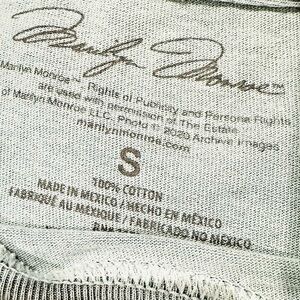 Marilyn Monroe™
Marilyn Monroe™ Rights of Publicity and Persona Rights
are used with permission of The Estate
of Marilyn Monroe LLC. Photo © 2020 Archive Images
marilynmonroe.com
S
100% COTTON
MADE IN MEXICO / HECHO EN MÉXICO
FABRIQUÉ AU MEXIQUE / FABRICADO NO MEXICO